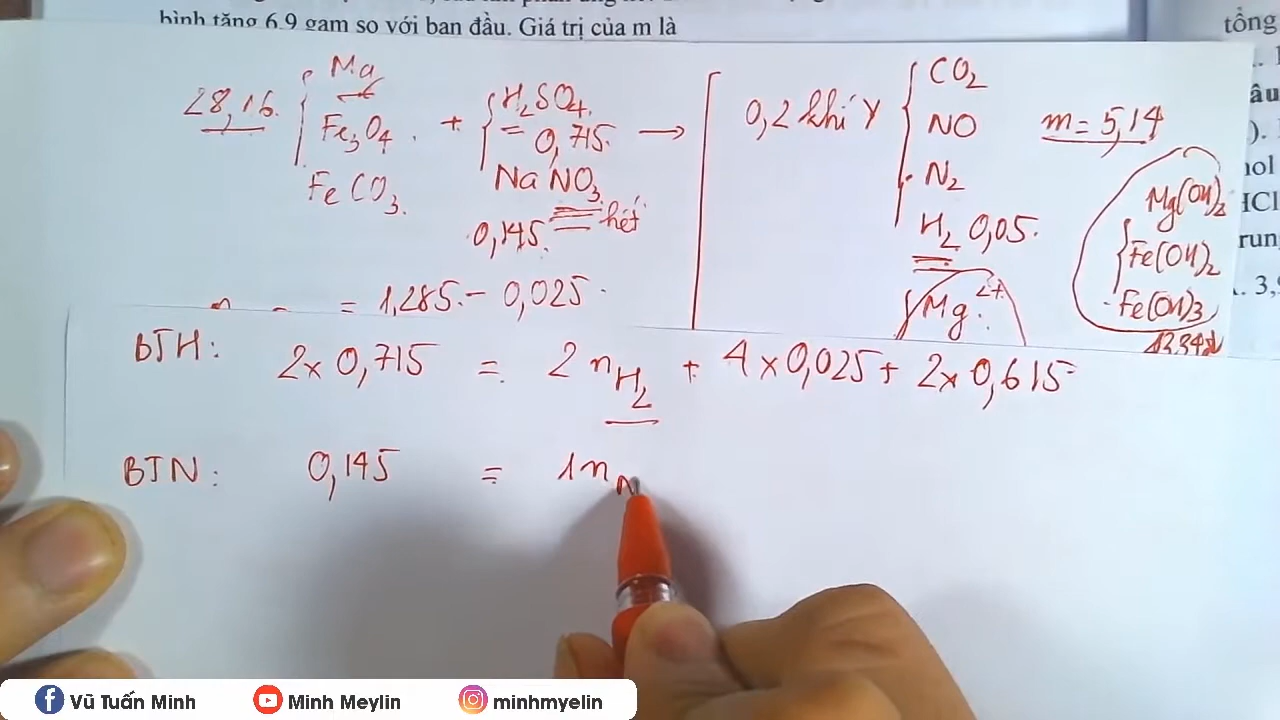 hình tăng 6,9 gam so với ban đầu. Giá trị của m là
tổng
28,16. Mg Fe3O4 FeCO3. + H2SO4. = 0,715. NaNO3. 0,145. hết → 0,2 khí Y CO2 NO N2 H2 0,05. m = 5,14
Mg2+
Mg(OH)2
Fe(OH)2
Fe(OH)3
= 1,285 - 0,025.
BTH: 2 x 0,715 = 2 nH2 + 4 x 0,025 + 2 x 0,615
BTN: 0,145 = 1n
Vũ Tuấn Minh Minh Meylin minhmyelin